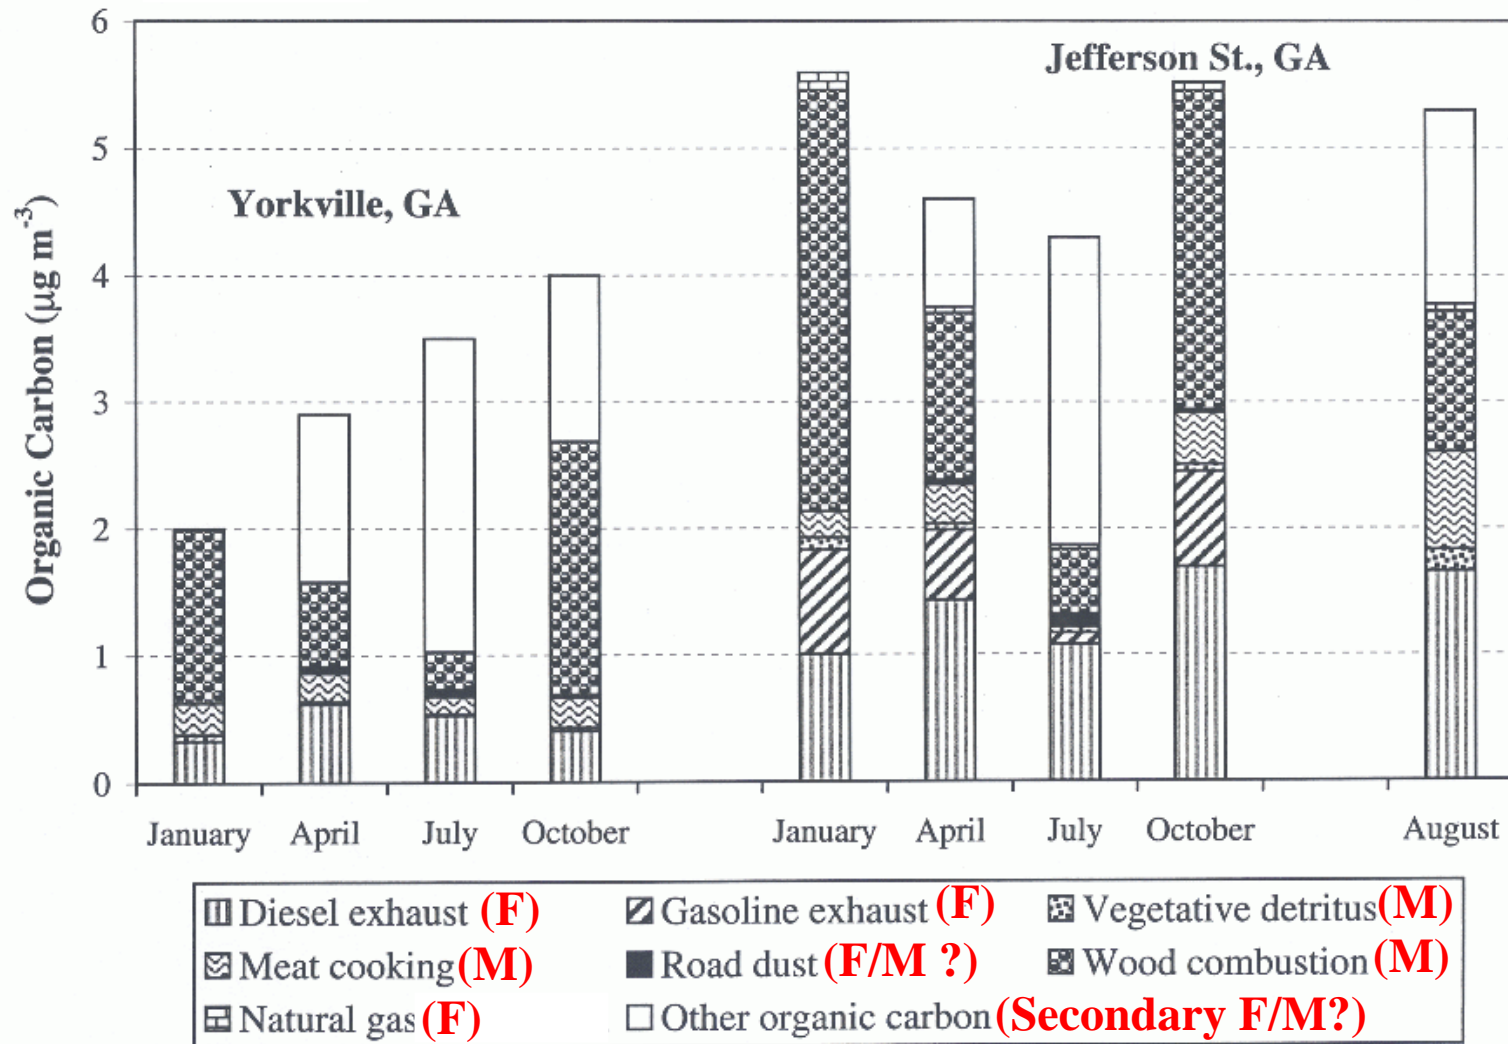 6
Jefferson St., GA
5
Yorkville, GA
4
3
2
1
0
Organic Carbon (µg m⁻³)
January April July October January April July October August
Diesel exhaust (F) Gasoline exhaust (F) Vegetative detritus(M)
Meat cooking(M) Road dust (F/M ?) Wood combustion(M)
Natural gas (F) Other organic carbon(Secondary F/M?)